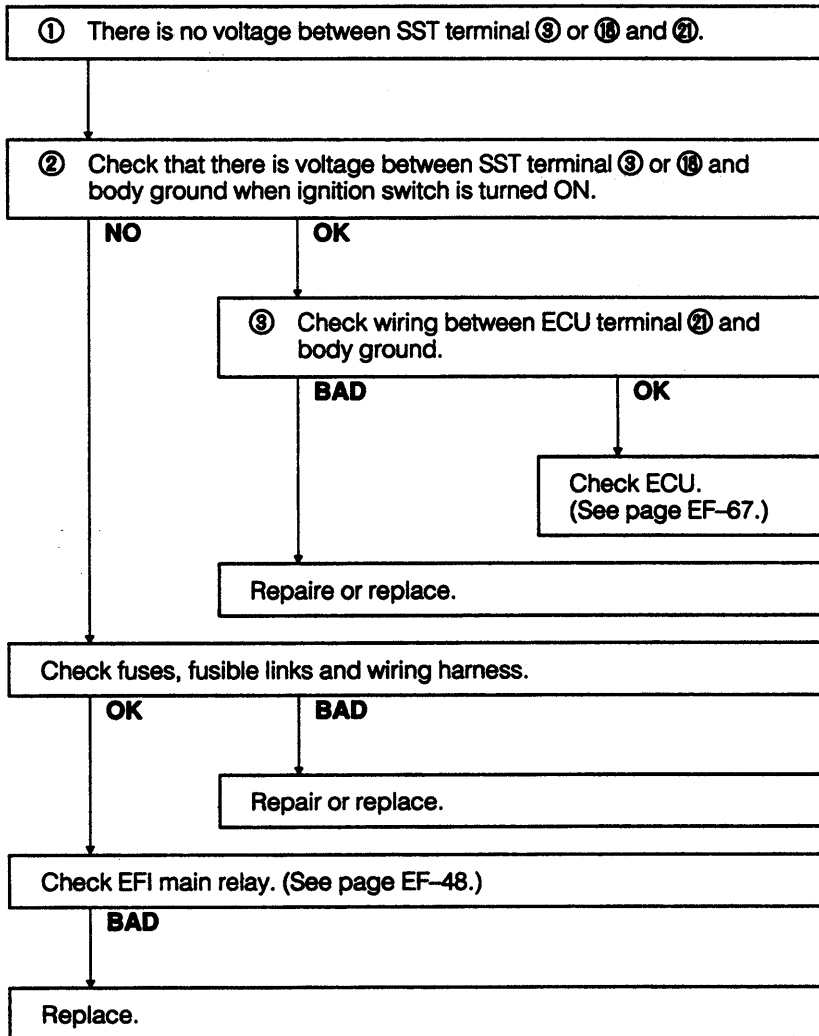 ① There is no voltage between SST terminal ③ or ⑱ and ㉑.
② Check that there is voltage between SST terminal ③ or ⑱ and
body ground when ignition switch is turned ON.
NO OK
③ Check wiring between ECU terminal ㉑ and
body ground.
BAD OK
Check ECU.
(See page EF–67.)
Repaire or replace.
Check fuses, fusible links and wiring harness.
OK BAD
Repair or replace.
Check EFI main relay. (See page EF–48.)
BAD
Replace.